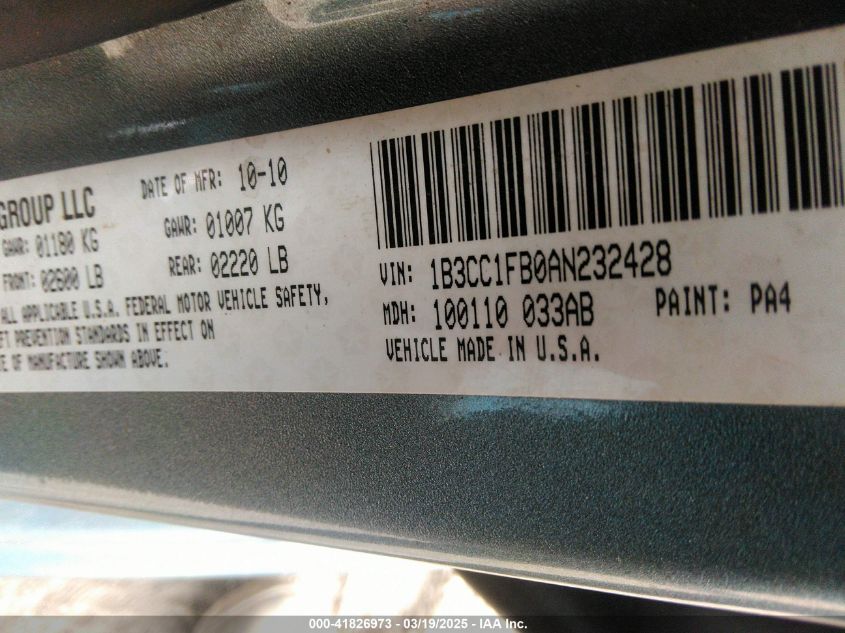 GROUP LLC
DATE OF MFR: 10-10
GAWR: 01180 KG
GAWR: 01007 KG
FRONT: 02600 LB
REAR: 02220 LB
ALL APPLICABLE U.S.A. FEDERAL MOTOR VEHICLE SAFETY,
PREVENTION STANDARDS IN EFFECT ON
OF MANUFACTURE SHOWN ABOVE.
VIN: 1B3CC1FB0AN232428
MDH: 100110 033AB
PAINT: PA4
VEHICLE MADE IN U.S.A.
000-41826973 - 03/19/2025 - IAA Inc.